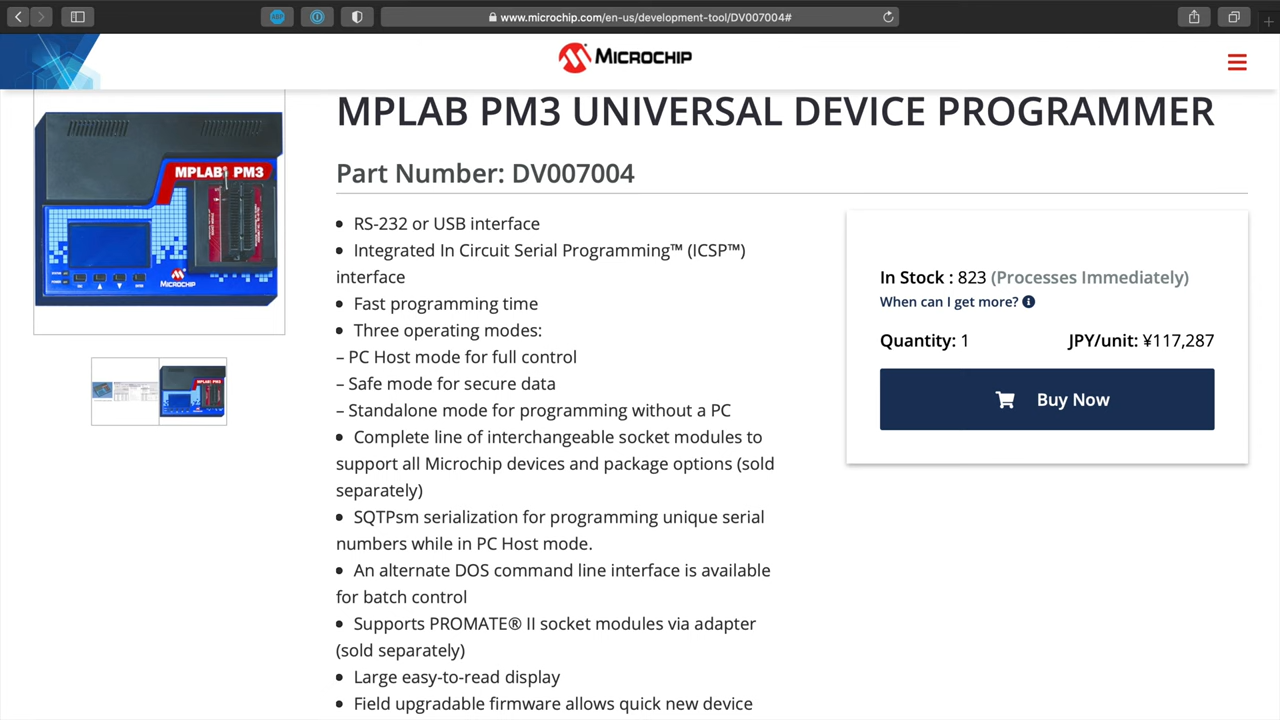 www.microchip.com/en-us/development-tool/DV007004#
MICROCHIP
MPLAB PM3 UNIVERSAL DEVICE PROGRAMMER
Part Number: DV007004
MPLAB® PM3
MICROCHIP
• RS-232 or USB interface
• Integrated In Circuit Serial Programming™ (ICSP™)
interface
• Fast programming time
• Three operating modes:
– PC Host mode for full control
– Safe mode for secure data
– Standalone mode for programming without a PC
• Complete line of interchangeable socket modules to
support all Microchip devices and package options (sold
separately)
• SQTPsm serialization for programming unique serial
numbers while in PC Host mode.
• An alternate DOS command line interface is available
for batch control
• Supports PROMATE® II socket modules via adapter
(sold separately)
• Large easy-to-read display
• Field upgradable firmware allows quick new device
In Stock : 823 (Processes Immediately)
When can I get more?
Quantity: 1 JPY/unit: ¥117,287
Buy Now